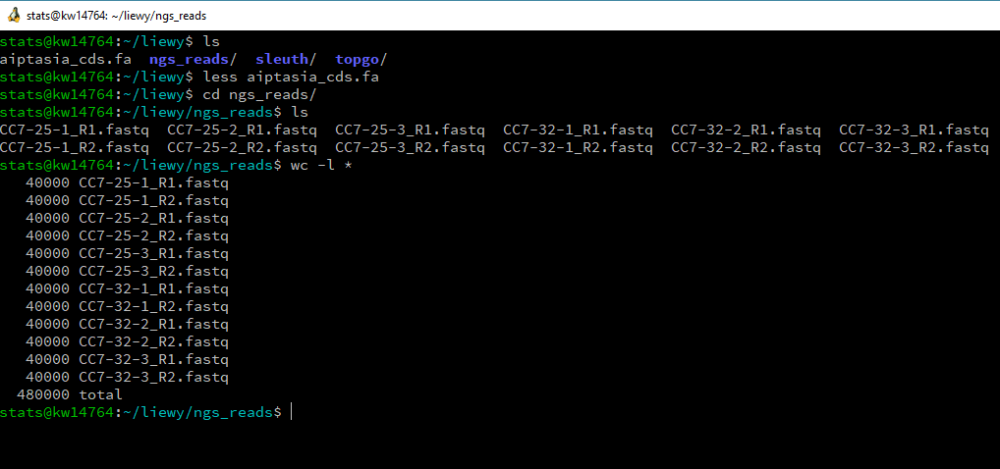 stats@kw14764: ~/liewy/ngs_reads
stats@kw14764:~/liewy$ ls
aiptasia_cds.fa  ngs_reads/  sleuth/  topgo/
stats@kw14764:~/liewy$ less aiptasia_cds.fa
stats@kw14764:~/liewy$ cd ngs_reads/
stats@kw14764:~/liewy/ngs_reads$ ls
CC7-25-1_R1.fastq  CC7-25-2_R1.fastq  CC7-25-3_R1.fastq  CC7-32-1_R1.fastq  CC7-32-2_R1.fastq  CC7-32-3_R1.fastq
CC7-25-1_R2.fastq  CC7-25-2_R2.fastq  CC7-25-3_R2.fastq  CC7-32-1_R2.fastq  CC7-32-2_R2.fastq  CC7-32-3_R2.fastq
stats@kw14764:~/liewy/ngs_reads$ wc -l *
   40000 CC7-25-1_R1.fastq
   40000 CC7-25-1_R2.fastq
   40000 CC7-25-2_R1.fastq
   40000 CC7-25-2_R2.fastq
   40000 CC7-25-3_R1.fastq
   40000 CC7-25-3_R2.fastq
   40000 CC7-32-1_R1.fastq
   40000 CC7-32-1_R2.fastq
   40000 CC7-32-2_R1.fastq
   40000 CC7-32-2_R2.fastq
   40000 CC7-32-3_R1.fastq
   40000 CC7-32-3_R2.fastq
  480000 total
stats@kw14764:~/liewy/ngs_reads$